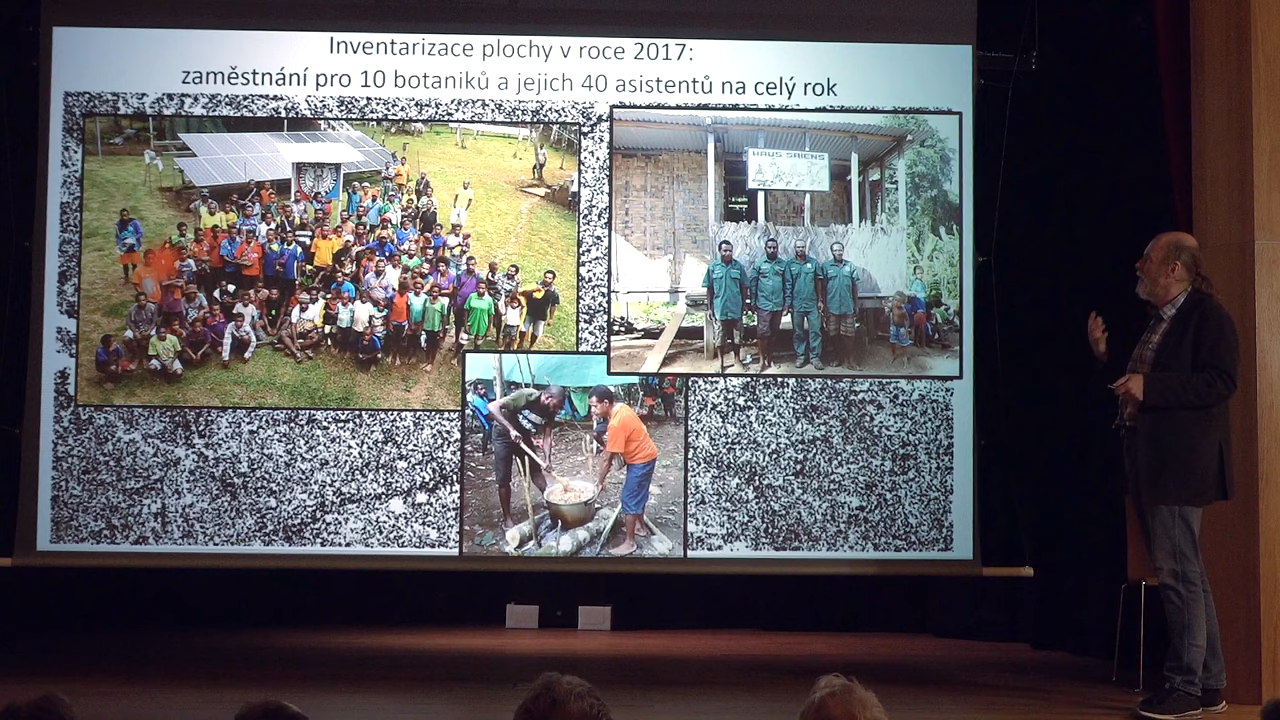 Inventarizace plochy v roce 2017:
zaměstnání pro 10 botaniků a jejich 40 asistentů na celý rok
HAUS SAIENS